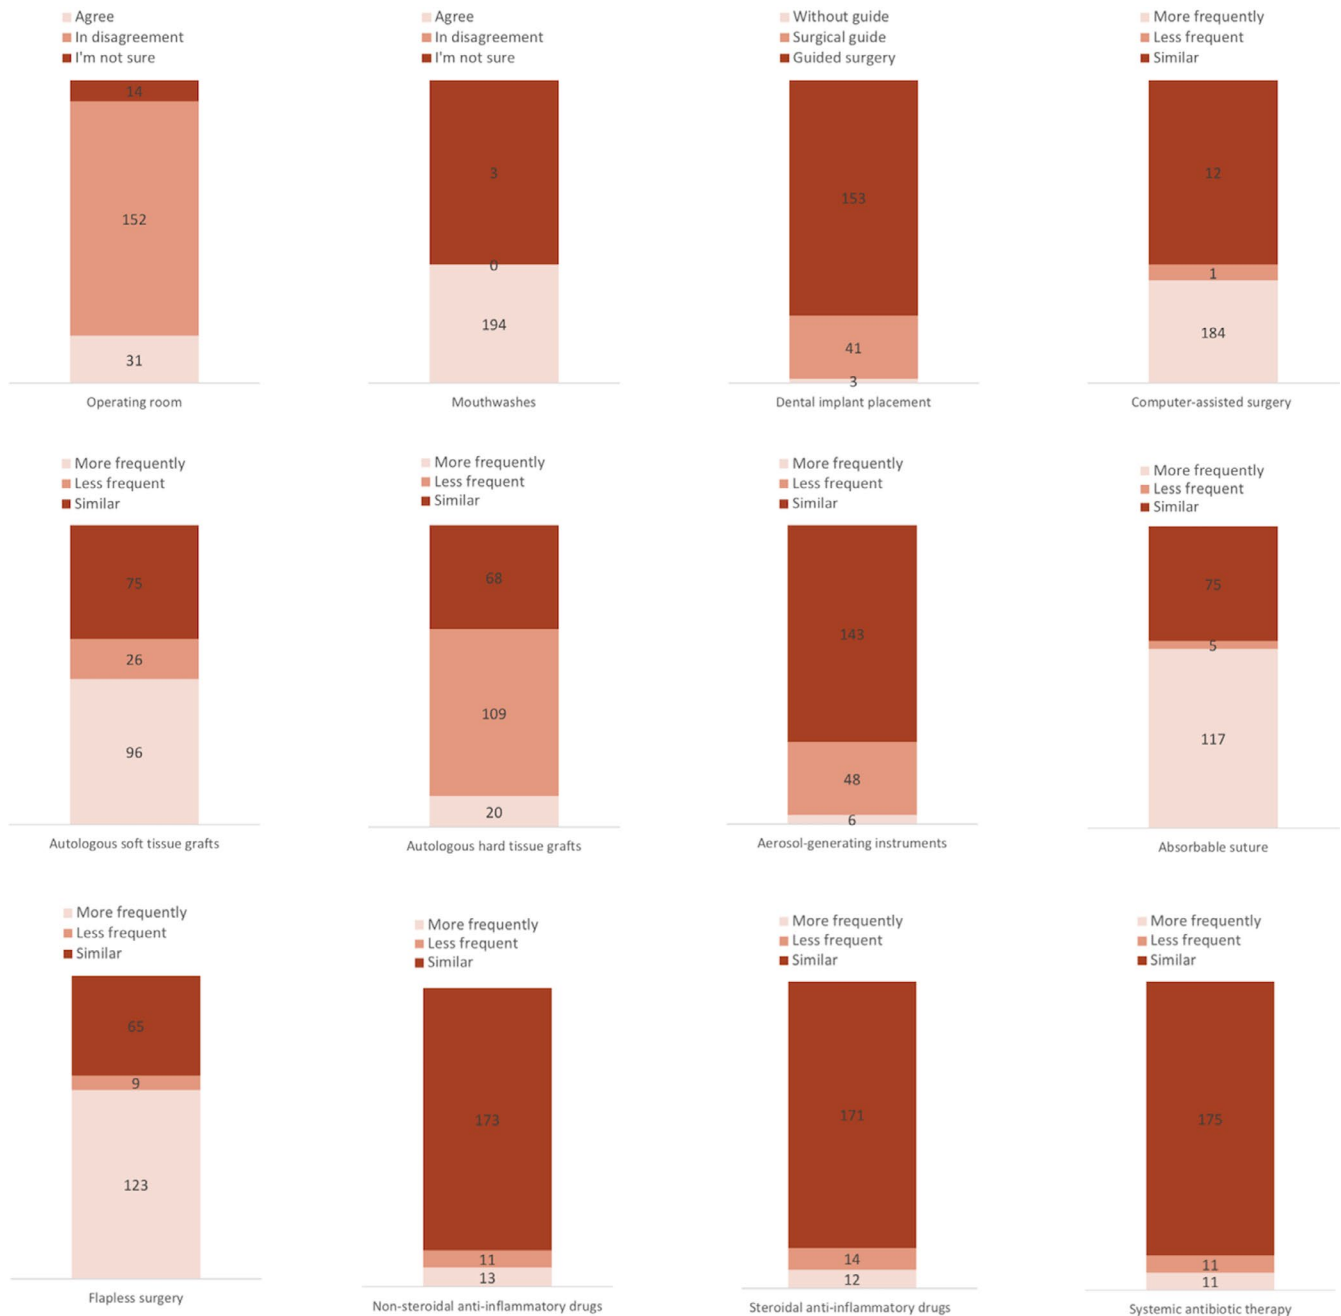 Agree
In disagreement
I'm not sure
14
152
31
Operating room
Agree
In disagreement
I'm not sure
3
0
194
Mouthwashes
Without guide
Surgical guide
Guided surgery
153
41
3
Dental implant placement
More frequently
Less frequent
Similar
12
1
184
Computer-assisted surgery
More frequently
Less frequent
Similar
75
26
96
Autologous soft tissue grafts
More frequently
Less frequent
Similar
68
109
20
Autologous hard tissue grafts
More frequently
Less frequent
Similar
143
48
6
Aerosol-generating instruments
More frequently
Less frequent
Similar
75
5
117
Absorbable suture
More frequently
Less frequent
Similar
65
9
123
Flapless surgery
More frequently
Less frequent
Similar
173
11
13
Non-steroidal anti-inflammatory drugs
More frequently
Less frequent
Similar
171
14
12
Steroidal anti-inflammatory drugs
More frequently
Less frequent
Similar
175
11
11
Systemic antibiotic therapy